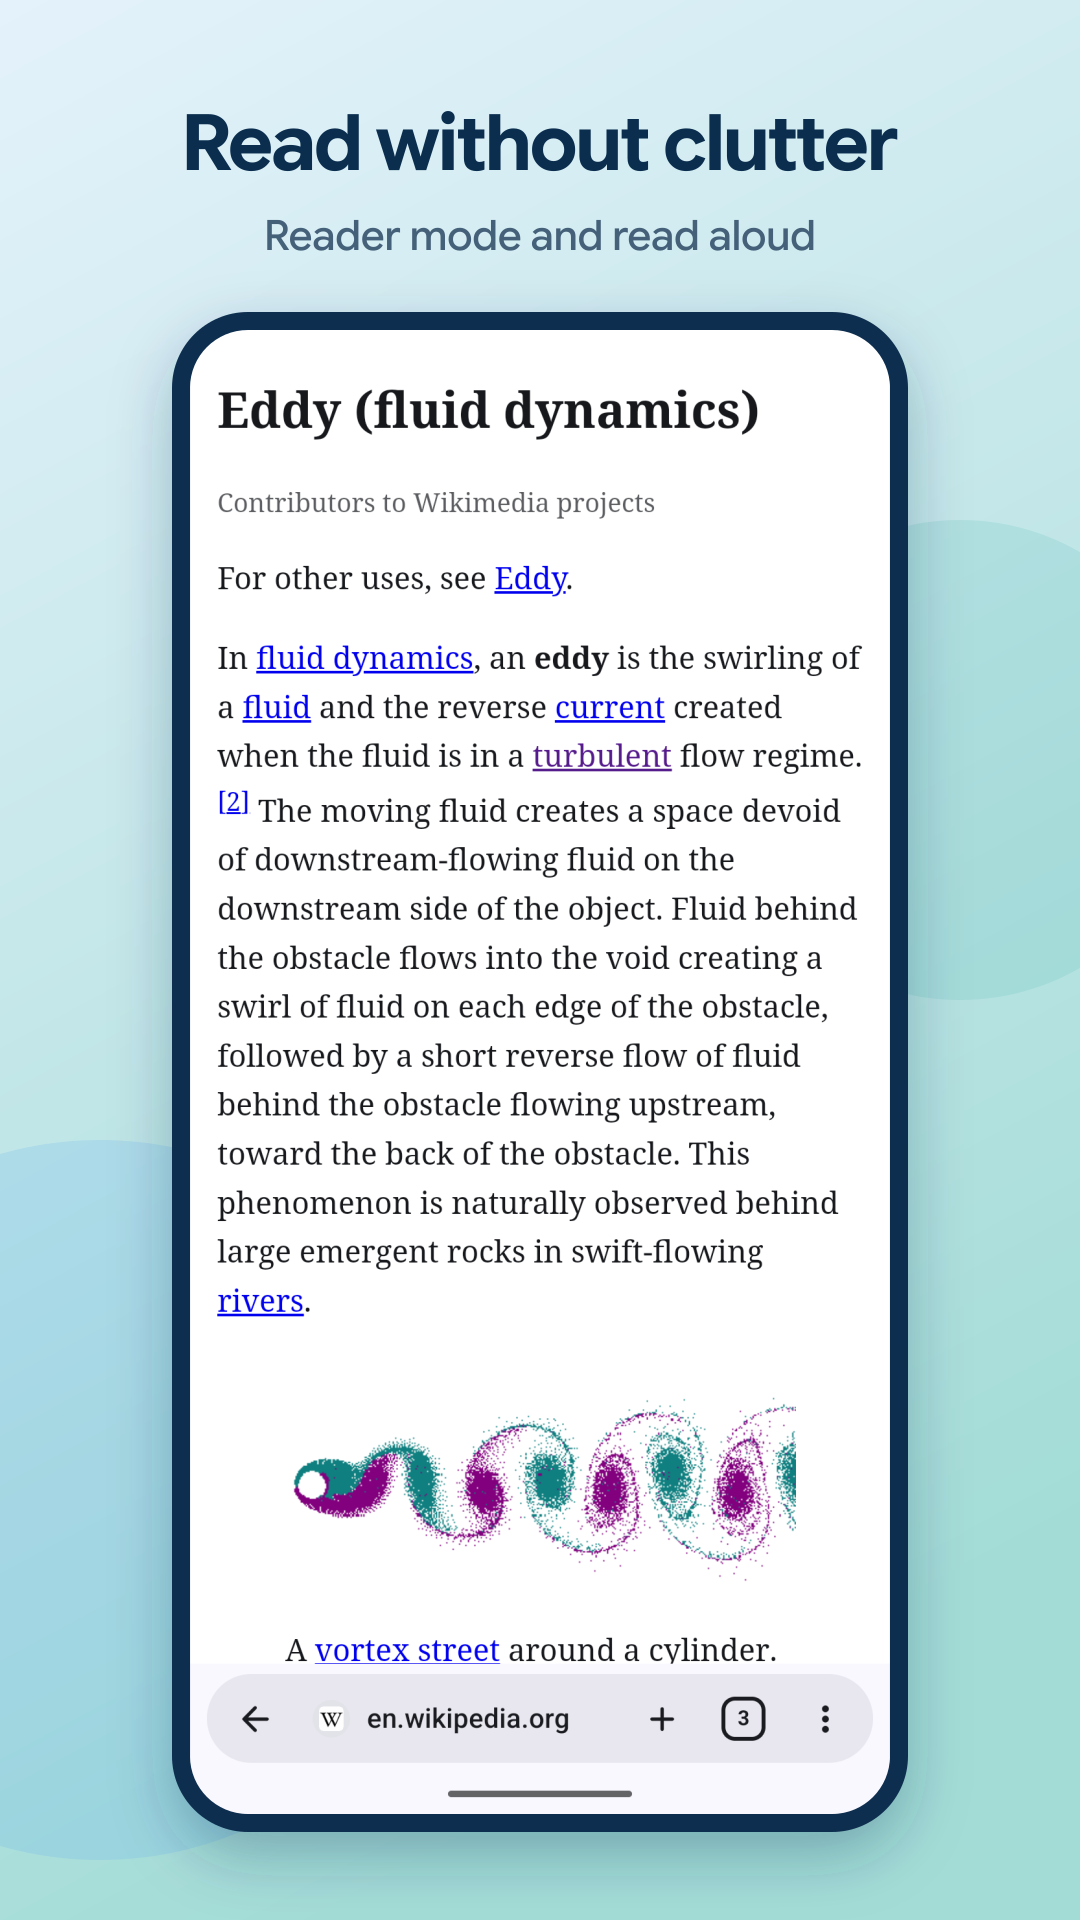 Read without clutter
Reader mode and read aloud
Eddy (fluid dynamics)
Contributors to Wikimedia projects
For other uses, see Eddy.
In fluid dynamics, an eddy is the swirling of
a fluid and the reverse current created
when the fluid is in a turbulent flow regime.
[2] The moving fluid creates a space devoid
of downstream-flowing fluid on the
downstream side of the object. Fluid behind
the obstacle flows into the void creating a
swirl of fluid on each edge of the obstacle,
followed by a short reverse flow of fluid
behind the obstacle flowing upstream,
toward the back of the obstacle. This
phenomenon is naturally observed behind
large emergent rocks in swift-flowing
rivers.
A vortex street around a cylinder.
W en.wikipedia.org 3